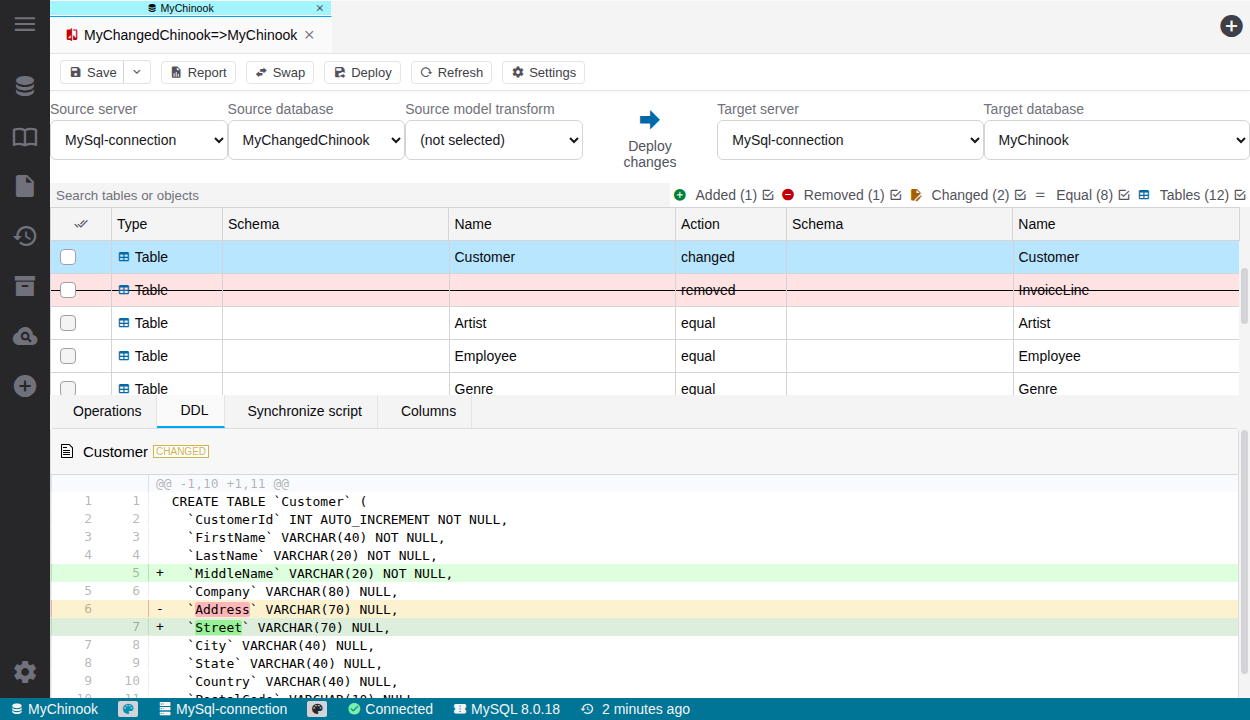 MyChinook
MyChangedChinook=>MyChinook
Save Report Swap Deploy Refresh Settings
Source server Source database Source model transform Target server Target database
MySql-connection MyChangedChinook (not selected) Deploy changes MySql-connection MyChinook
Search tables or objects Added (1) Removed (1) Changed (2) = Equal (8) Tables (12)
Type Schema Name Action Schema Name
Table Customer changed Customer
Table removed InvoiceLine
Table Artist equal Artist
Table Employee equal Employee
Table Genre equal Genre
Operations DDL Synchronize script Columns
Customer CHANGED
@@ -1,10 +1,11 @@
1 1 CREATE TABLE `Customer` (
2 2 `CustomerId` INT AUTO_INCREMENT NOT NULL,
3 3 `FirstName` VARCHAR(40) NOT NULL,
4 4 `LastName` VARCHAR(20) NOT NULL,
5 + `MiddleName` VARCHAR(20) NOT NULL,
5 6 `Company` VARCHAR(80) NULL,
6 - `Address` VARCHAR(70) NULL,
7 + `Street` VARCHAR(70) NULL,
7 8 `City` VARCHAR(40) NULL,
8 9 `State` VARCHAR(40) NULL,
9 10 `Country` VARCHAR(40) NULL,
10 11 `PostalCode` VARCHAR(10) NULL,
MyChinook MySql-connection Connected MySQL 8.0.18 2 minutes ago